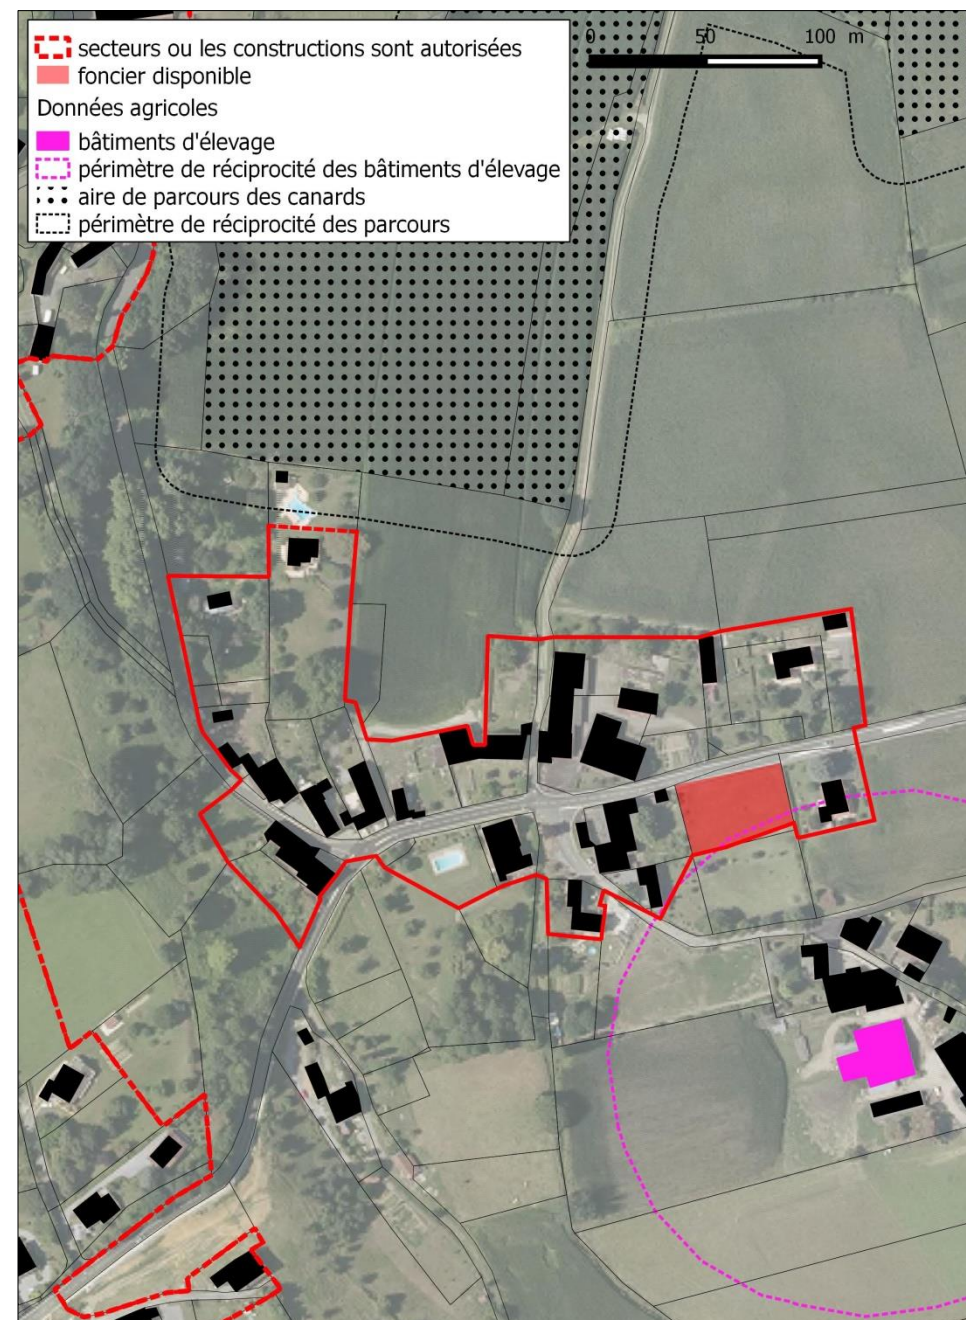 secteurs ou les constructions sont autorisées
foncier disponible
Données agricoles
bâtiments d'élevage
périmètre de réciprocité des bâtiments d'élevage
aire de parcours des canards
périmètre de réciprocité des parcours
0 50 100 m